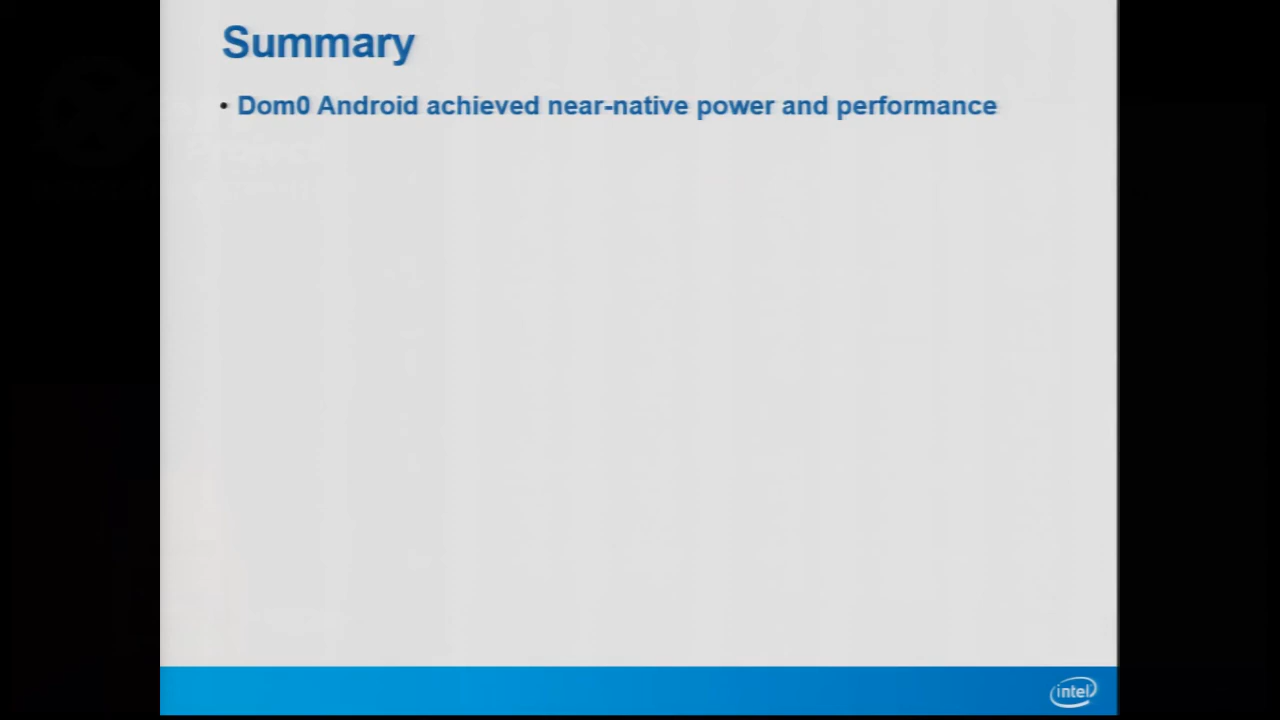 Summary
• Dom0 Android achieved near-native power and performance
intel